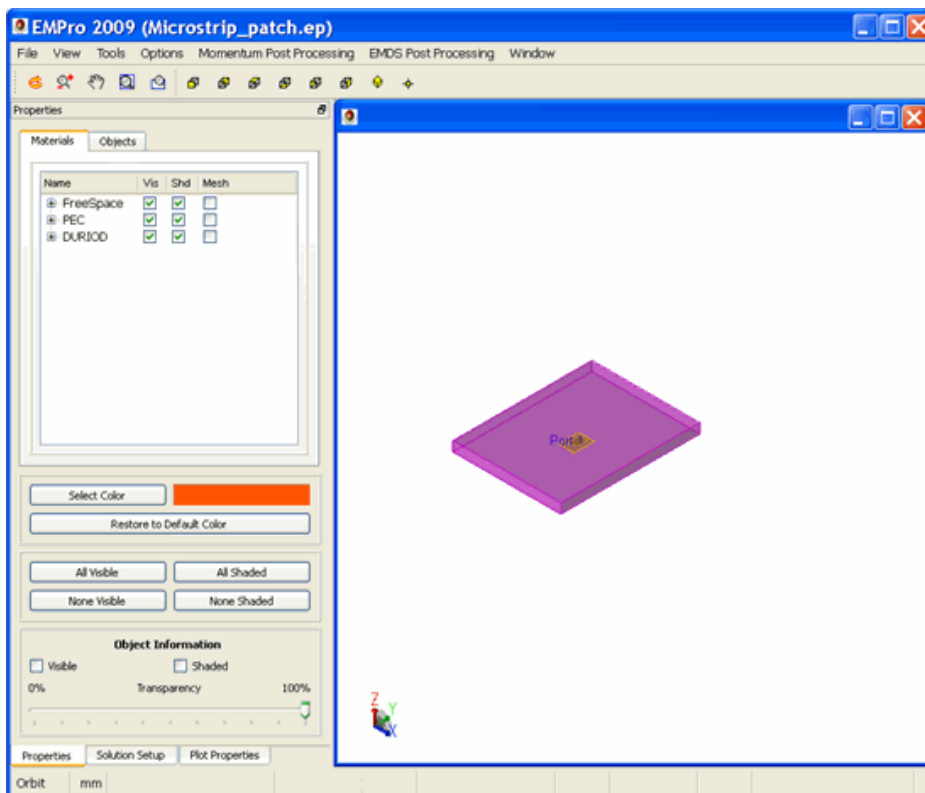 EMPro 2009 (Microstrip_patch.ep)
File View Tools Options Momentum Post Processing EMDS Post Processing Window
Properties
Materials Objects
Name Vis Shd Mesh
FreeSpace
PEC
DURIOD
Select Color
Restore to Default Color
All Visible All Shaded
None Visible None Shaded
Object Information
Visible Shaded
0% Transparency 100%
Properties Solution Setup Plot Properties
Orbit mm
Z
Y
X